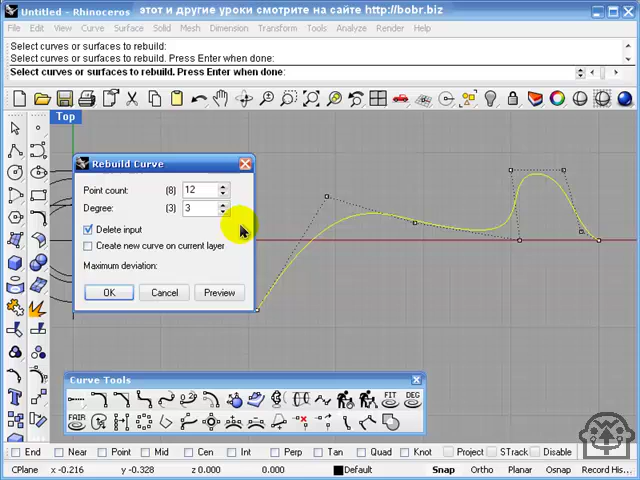 Untitled - Rhinoceros
этот и другие уроки смотрите на сайте http://bobr.biz
File Edit View Curve Surface Solid Mesh Dimension Transform Tools Analyze Render Help
Select curves or surfaces to rebuild:
Select curves or surfaces to rebuild. Press Enter when done:
Select curves or surfaces to rebuild. Press Enter when done:
Top
Rebuild Curve
Point count: (8) 12
Degree: (3) 3
Delete input
Create new curve on current layer
Maximum deviation:
OK Cancel Preview
Curve Tools
FIT DEG
FAIR
End Near Point Mid Cen Int Perp Tan Quad Knot Project STrack Disable
CPlane x -0.216 y -0.328 z 0.000 0.000 Default Snap Ortho Planar Osnap Record His...